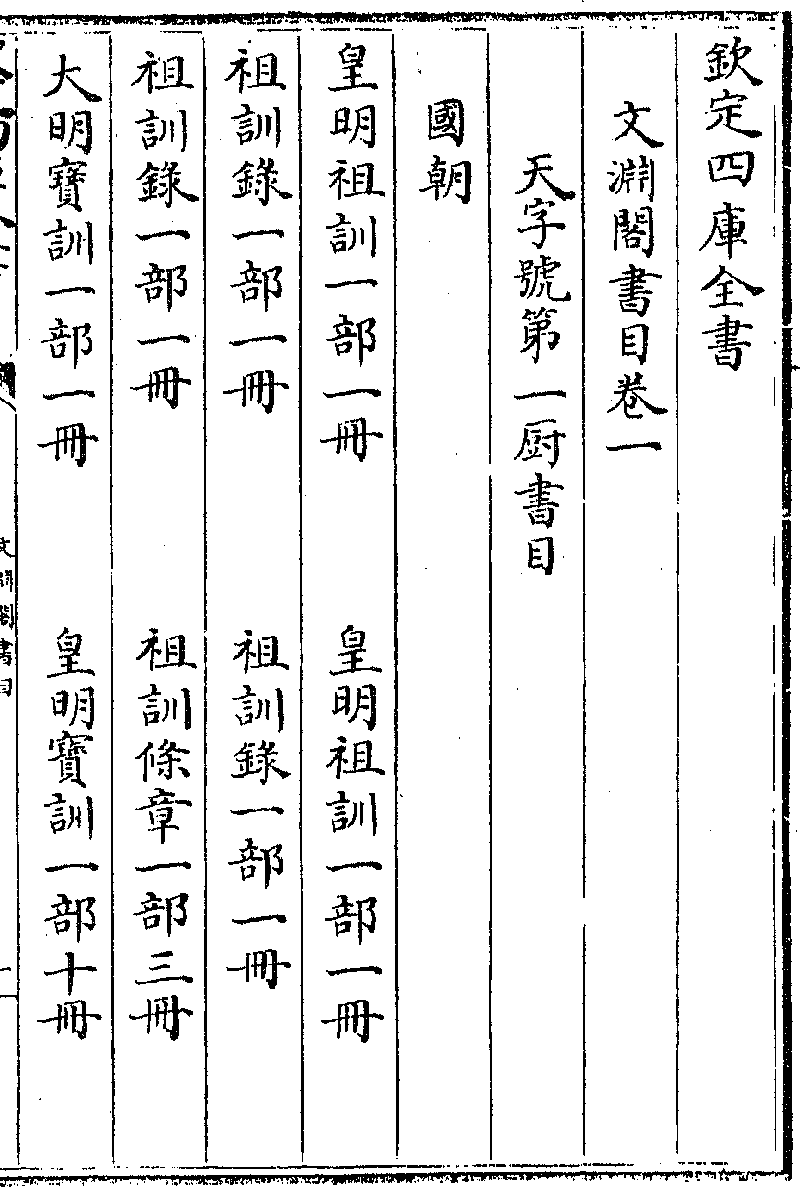 欽定四庫全書
文淵閣書目卷一
天字號第一厨書目
國朝
皇明祖訓一部一冊　皇明祖訓一部一冊
祖訓錄一部一冊　祖訓錄一部一冊
祖訓錄一部一冊　祖訓條章一部三冊
大明寶訓一部一冊　皇明寶訓一部十冊
文淵閣書目